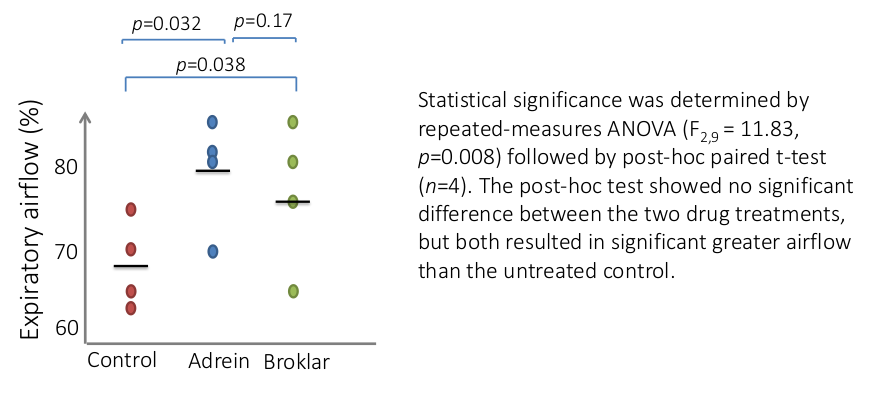 p=0.032
p=0.17
p=0.038
Expiratory airflow (%)
80
70
60
Control
Adrein
Broklar
Statistical significance was determined by
repeated-measures ANOVA (F2,9 = 11.83,
p=0.008) followed by post-hoc paired t-test
(n=4). The post-hoc test showed no significant
difference between the two drug treatments,
but both resulted in significant greater airflow
than the untreated control.